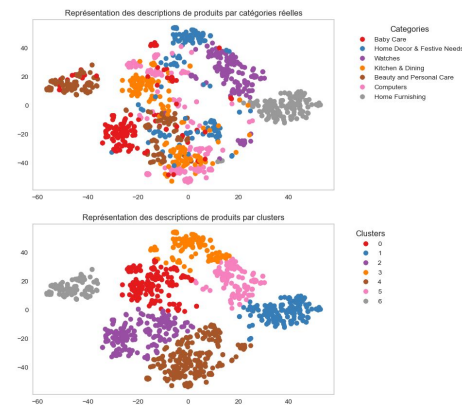 Représentation des descriptions de produits par catégories réelles
Categories
Baby Care
Home Decor & Festive Needs
Watches
Kitchen & Dining
Beauty and Personal Care
Computers
Home Furnishing
40
20
0
−20
−40
−60 −40 −20 0 20 40
Représentation des descriptions de produits par clusters
Clusters
0
1
2
3
4
5
6
40
20
0
−20
−40
−60 −40 −20 0 20 40